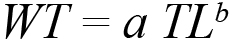 WT = a TL^b